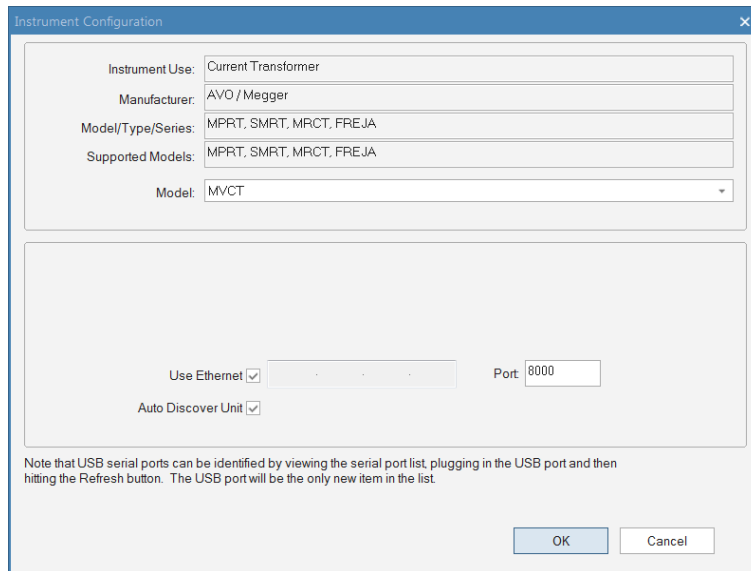 Instrument Configuration
Instrument Use: Current Transformer
Manufacturer: AVO / Megger
Model/Type/Series: MPRT, SMRT, MRCT, FREJA
Supported Models: MPRT, SMRT, MRCT, FREJA
Model: MVCT
Use Ethernet . . . Port: 8000
Auto Discover Unit
Note that USB serial ports can be identified by viewing the serial port list, plugging in the USB port and then
hitting the Refresh button. The USB port will be the only new item in the list.
OK Cancel